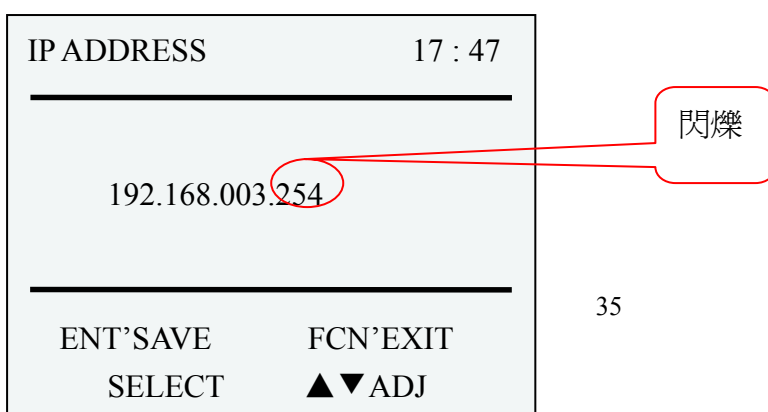 IP ADDRESS 17 : 47
閃爍
192.168.003.254
35
ENT’SAVE FCN’EXIT
SELECT ▲▼ADJ